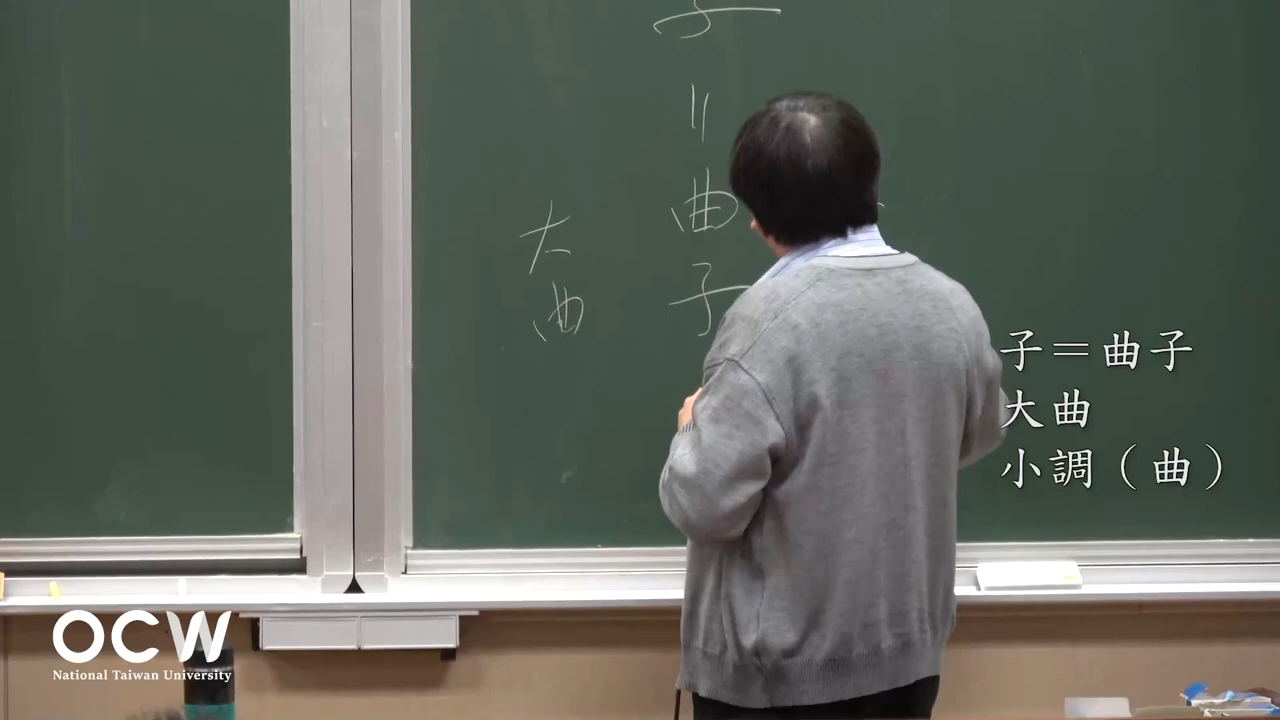 子
＝
曲
子
大
曲
子＝曲子
大曲
小調（曲）
OCW
National Taiwan University